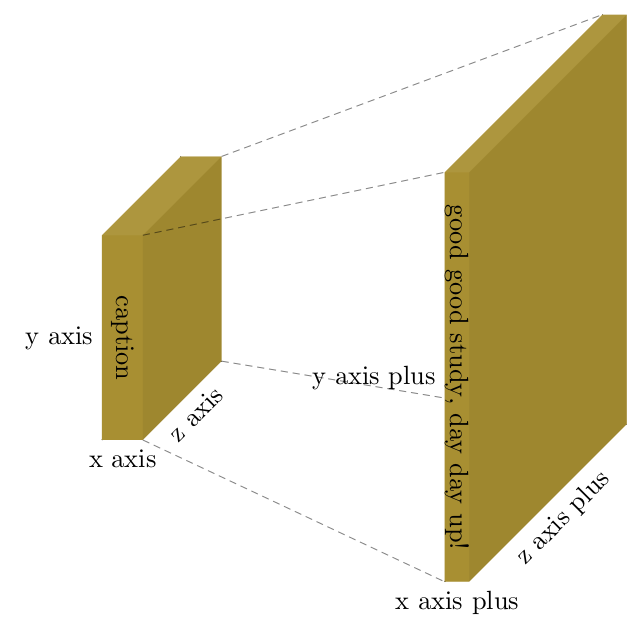 y axis
caption
x axis
z axis
y axis plus
good good study, day day up!
x axis plus
z axis plus